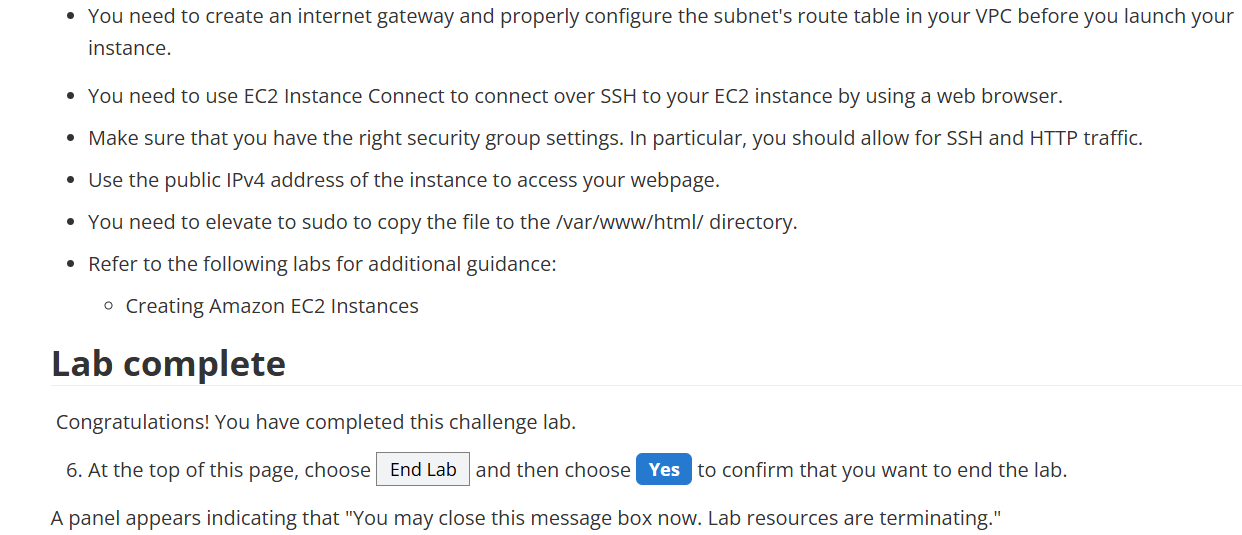 You need to create an internet gateway and properly configure the subnet's route table in your VPC before you launch your
instance.
You need to use EC2 Instance Connect to connect over SSH to your EC2 instance by using a web browser.
Make sure that you have the right security group settings. In particular, you should allow for SSH and HTTP traffic.
Use the public IPv4 address of the instance to access your webpage.
You need to elevate to sudo to copy the file to the /var/www/html/ directory.
Refer to the following labs for additional guidance:
Creating Amazon EC2 Instances
Lab complete
Congratulations! You have completed this challenge lab.
6. At the top of this page, choose End Lab and then choose Yes to confirm that you want to end the lab.
A panel appears indicating that "You may close this message box now. Lab resources are terminating."